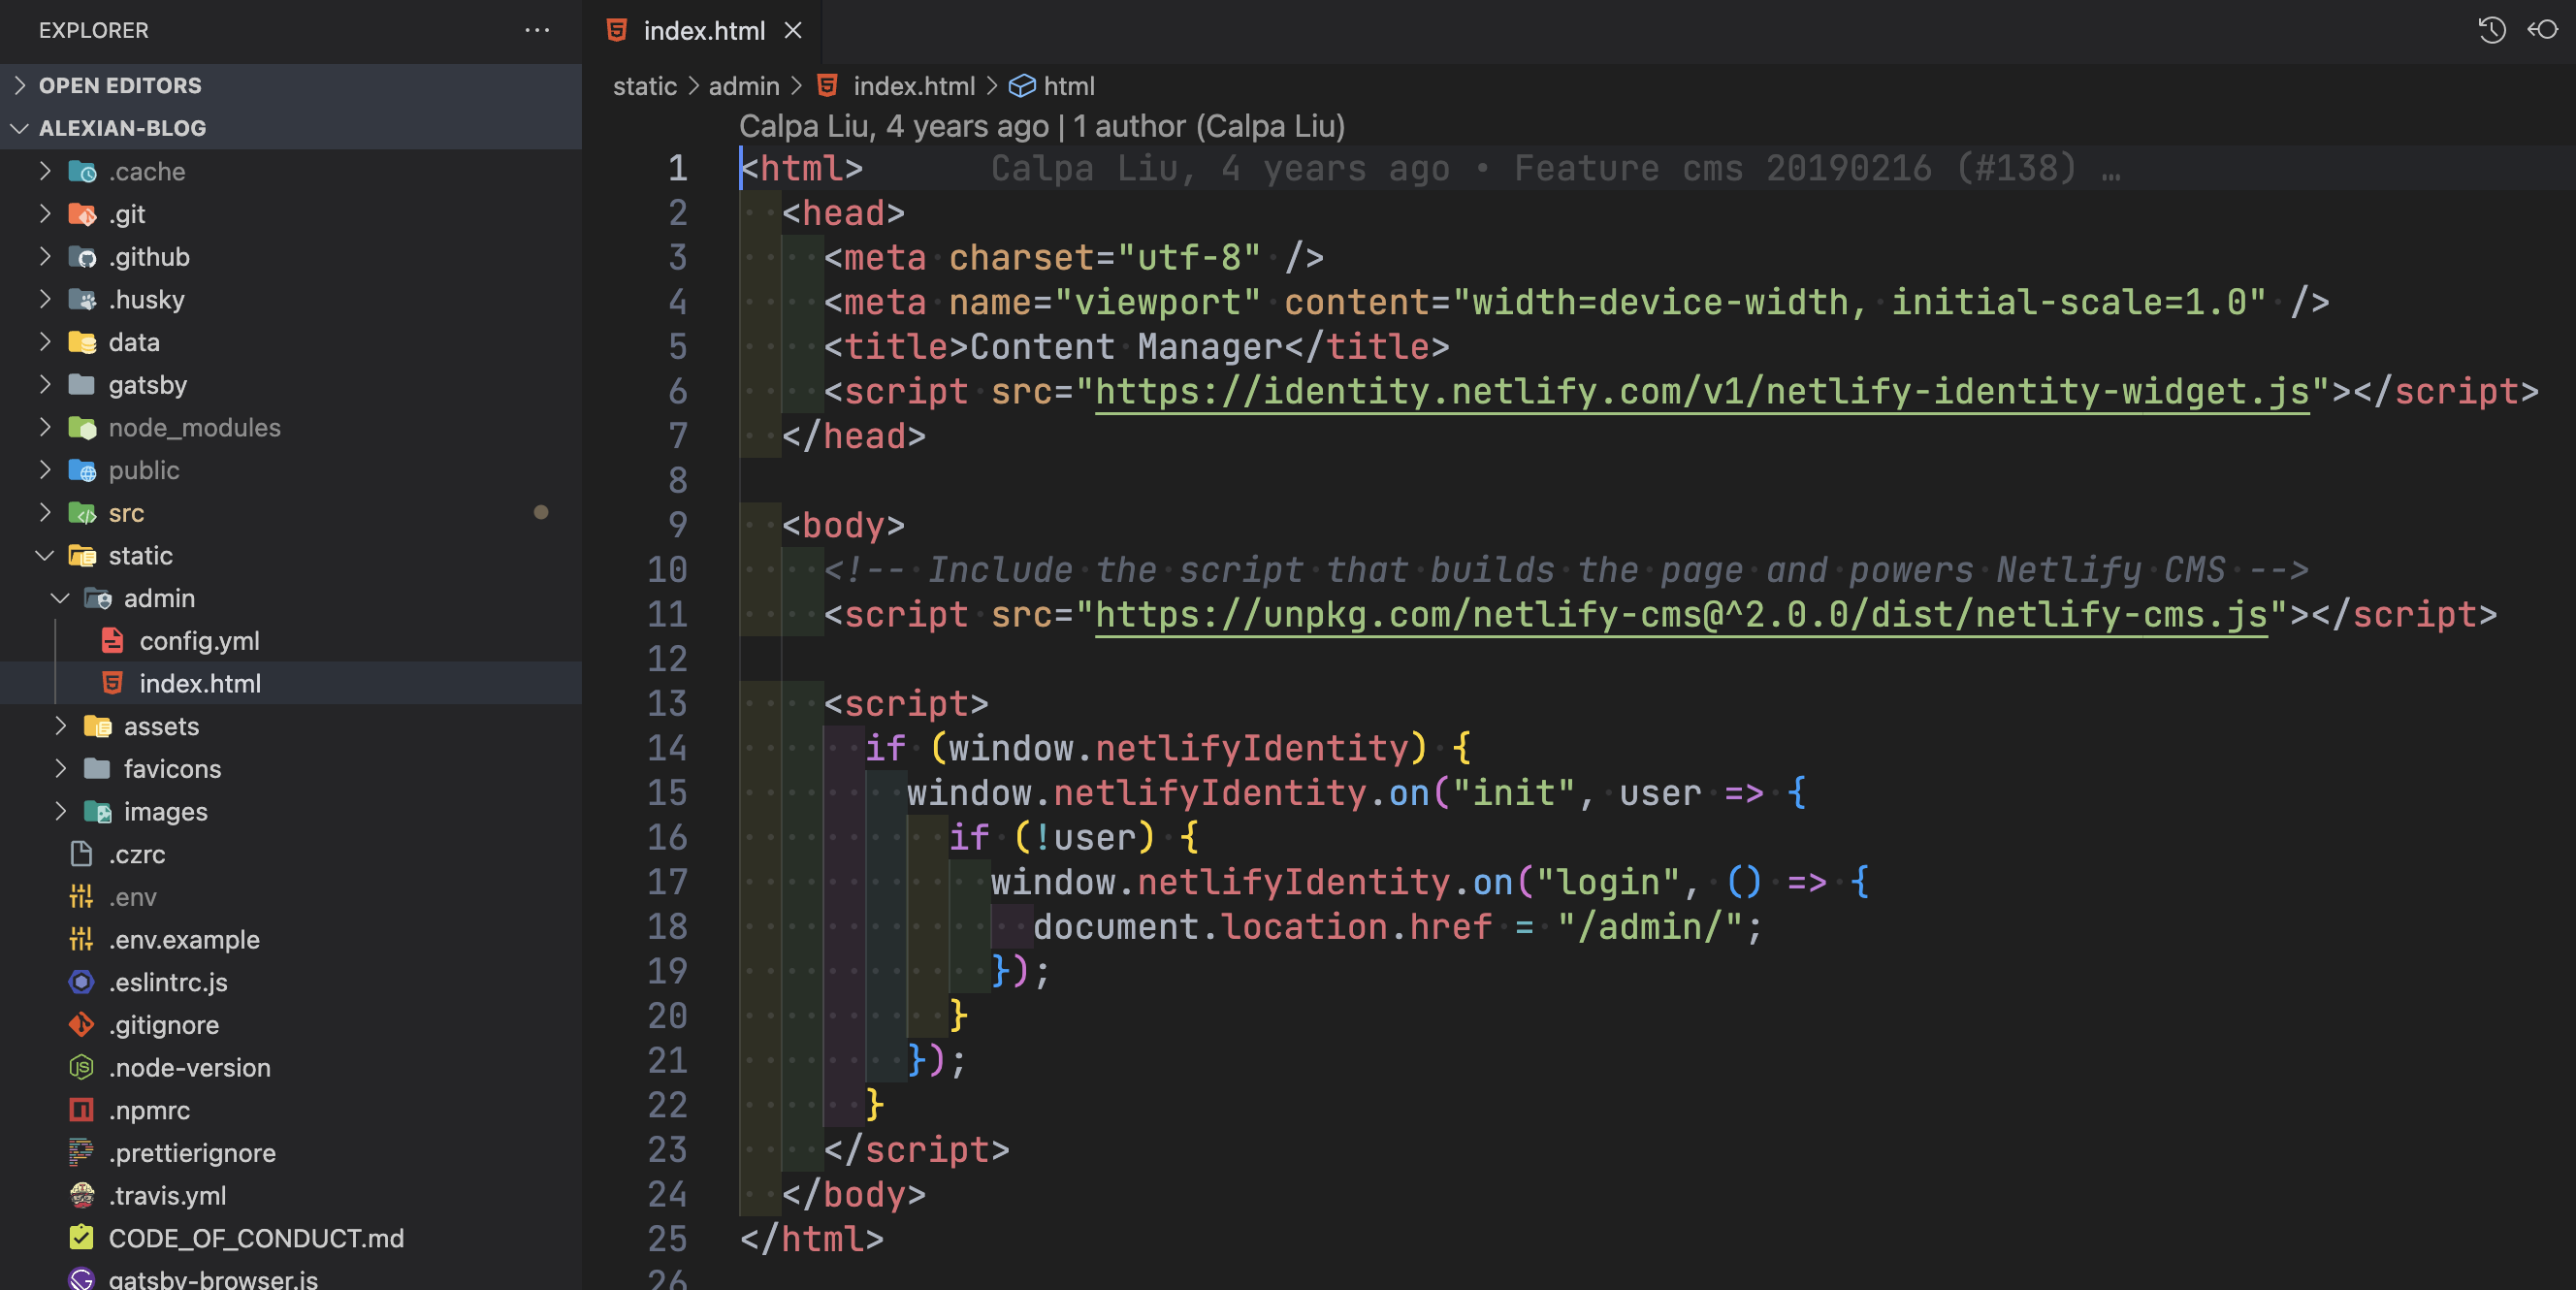 EXPLORER
OPEN EDITORS
ALEXIAN-BLOG
.cache
.git
.github
.husky
data
gatsby
node_modules
public
src
static
admin
config.yml
index.html
assets
favicons
images
.czrc
.env
.env.example
.eslintrc.js
.gitignore
.node-version
.npmrc
.prettierignore
.travis.yml
CODE_OF_CONDUCT.md
gatsby-browser.js
index.html
static > admin > index.html > html
Calpa Liu, 4 years ago | 1 author (Calpa Liu)
1 <html> Calpa Liu, 4 years ago • Feature cms 20190216 (#138) …
2 <head>
3 <meta charset="utf-8" />
4 <meta name="viewport" content="width=device-width, initial-scale=1.0" />
5 <title>Content Manager</title>
6 <script src="https://identity.netlify.com/v1/netlify-identity-widget.js"></script>
7 </head>
8
9 <body>
10 <!-- Include the script that builds the page and powers Netlify CMS -->
11 <script src="https://unpkg.com/netlify-cms@^2.0.0/dist/netlify-cms.js"></script>
12
13 <script>
14 if (window.netlifyIdentity) {
15 window.netlifyIdentity.on("init", user => {
16 if (!user) {
17 window.netlifyIdentity.on("login", () => {
18 document.location.href = "/admin/";
19 });
20 }
21 });
22 }
23 </script>
24 </body>
25 </html>
26